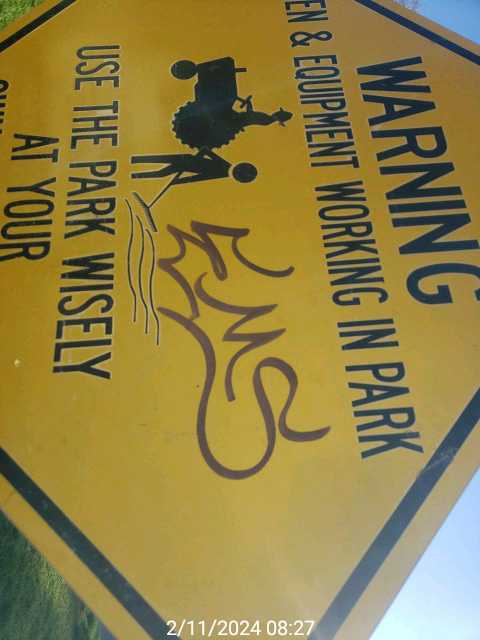 WARNING
EN & EQUIPMENT WORKING IN PARK
USE THE PARK WISELY
AT YOUR
2/11/2024 08:27